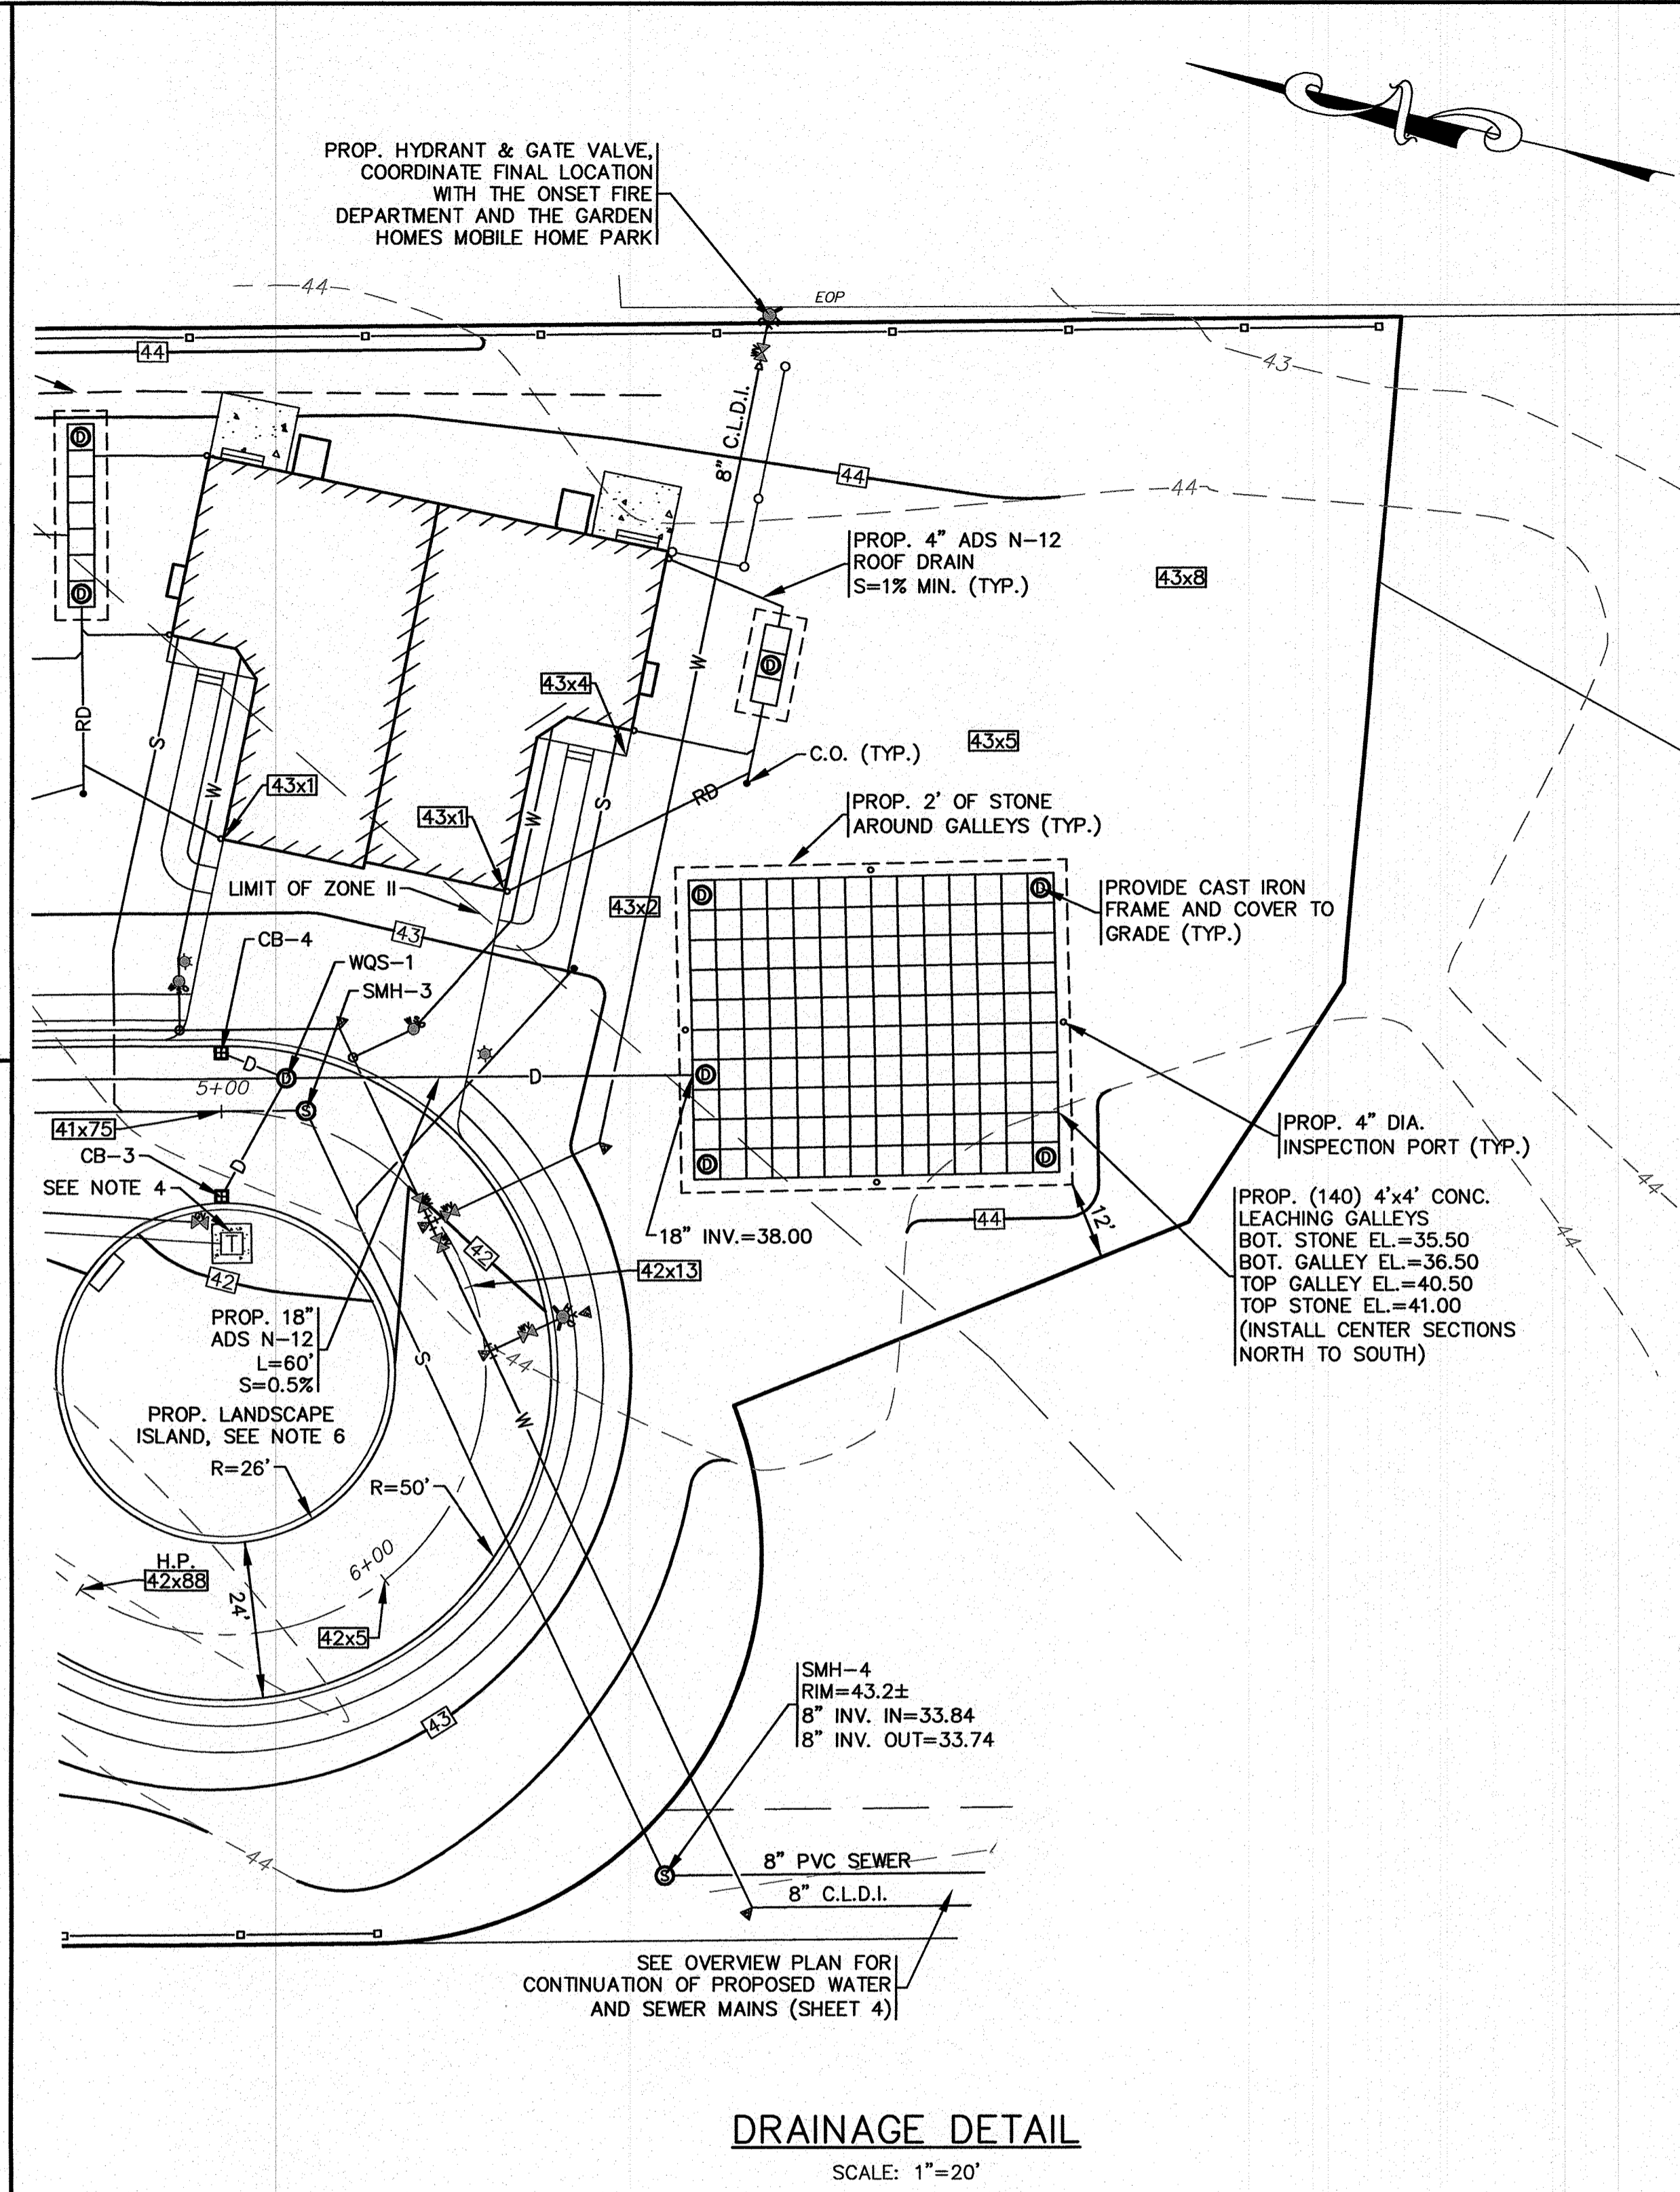 PROP. HYDRANT & GATE VALVE,
COORDINATE FINAL LOCATION
WITH THE ONSET FIRE
DEPARTMENT AND THE GARDEN
HOMES MOBILE HOME PARK
44
EOP
43
44
8" C.L.D.I.
44
44
D
D
PROP. 4" ADS N-12
ROOF DRAIN
S=1% MIN. (TYP.)
43x8
W
D
43x4
RD
S
W
43x5
C.O. (TYP.)
43x1
RD
43x1
W
S
PROP. 2' OF STONE
AROUND GALLEYS (TYP.)
LIMIT OF ZONE II
43x2
D
D
PROVIDE CAST IRON
FRAME AND COVER TO
GRADE (TYP.)
43
CB-4
WQS-1
SMH-3
D
D
D
D
5+00
S
41x75
CB-3
D
SEE NOTE 4
T
D
D
PROP. 4" DIA.
INSPECTION PORT (TYP.)
44
44
44
12'
18" INV.=38.00
42
42x13
42
PROP. (140) 4'x4' CONC.
LEACHING GALLEYS
BOT. STONE EL.=35.50
BOT. GALLEY EL.=36.50
TOP GALLEY EL.=40.50
TOP STONE EL.=41.00
(INSTALL CENTER SECTIONS
NORTH TO SOUTH)
PROP. 18"
ADS N-12
L=60'
S=0.5%
S
44
W
PROP. LANDSCAPE
ISLAND, SEE NOTE 6
R=26'
R=50'
H.P.
42x88
6+00
24'
42x5
43
SMH-4
RIM=43.2±
8" INV. IN=33.84
8" INV. OUT=33.74
44
S
8" PVC SEWER
8" C.L.D.I.
SEE OVERVIEW PLAN FOR
CONTINUATION OF PROPOSED WATER
AND SEWER MAINS (SHEET 4)
DRAINAGE DETAIL
SCALE: 1"=20'